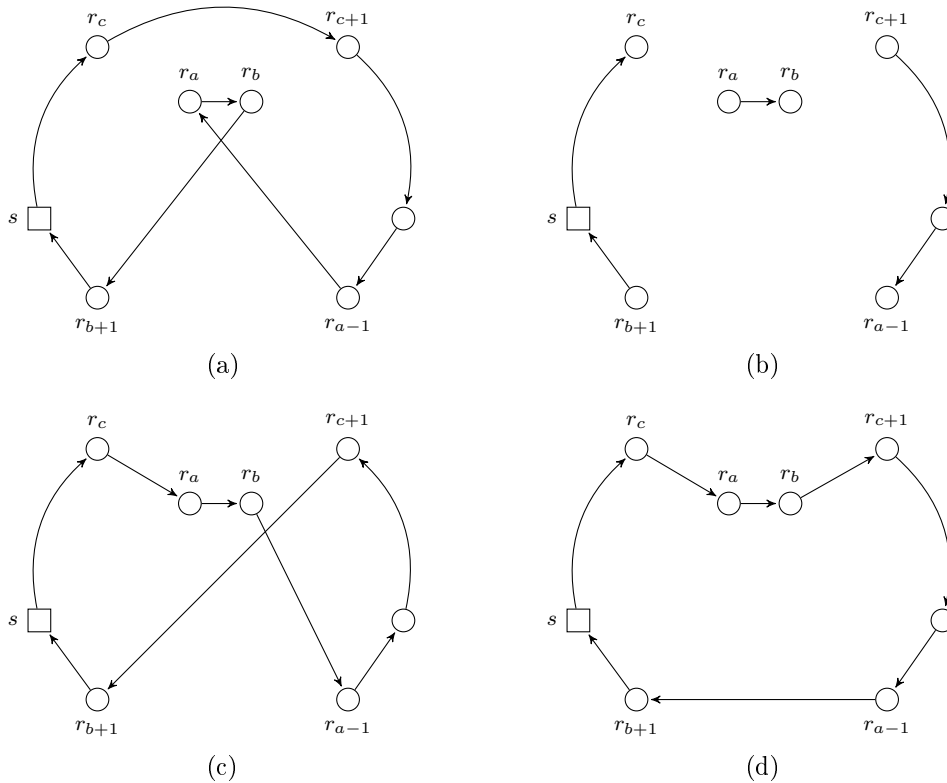 r_c r_{c+1} r_c r_{c+1}
r_a r_b r_a r_b
s s
r_{b+1} r_{a−1} r_{b+1} r_{a−1}
(a) (b)
r_c r_{c+1} r_c r_{c+1}
r_a r_b r_a r_b
s s
r_{b+1} r_{a−1} r_{b+1} r_{a−1}
(c) (d)